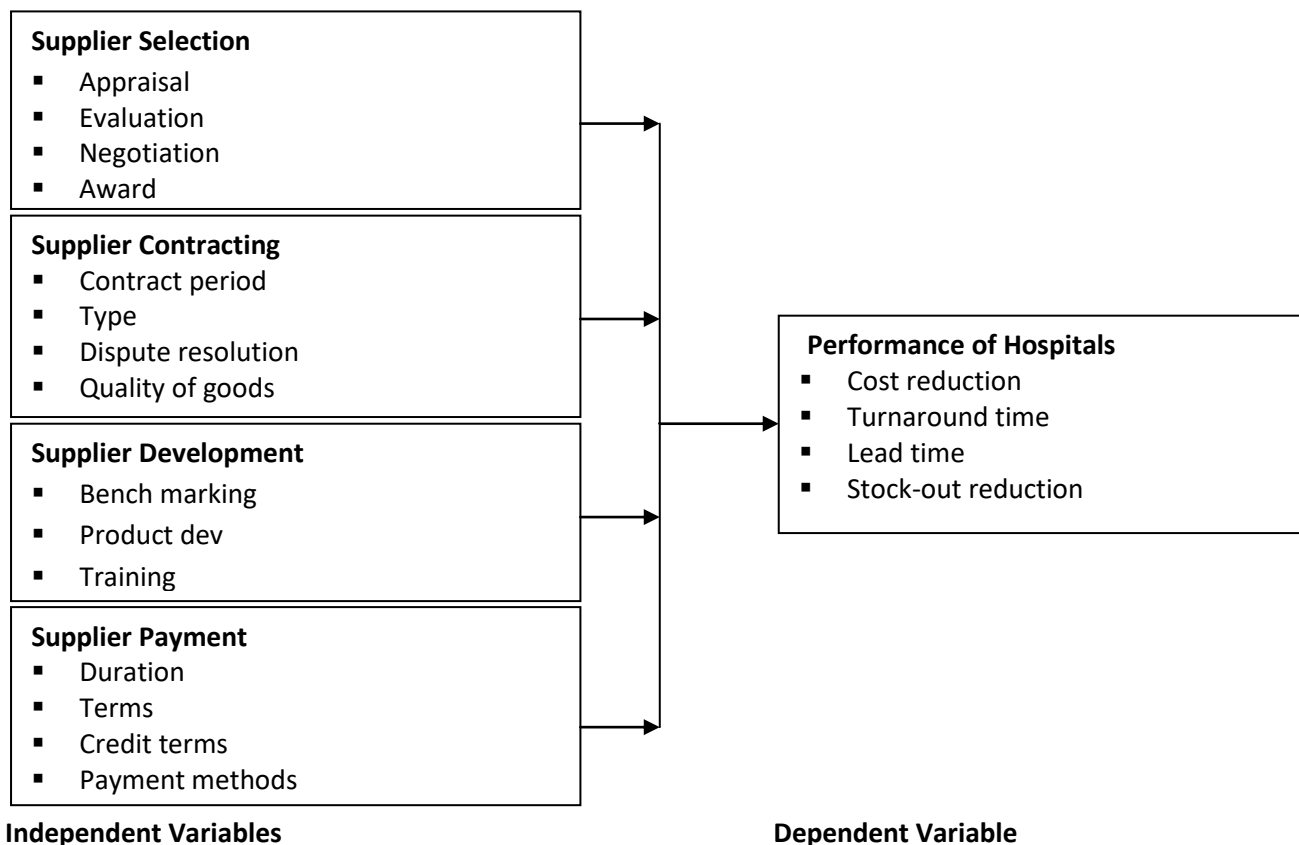 Supplier Selection
▪ Appraisal
▪ Evaluation
▪ Negotiation
▪ Award
Supplier Contracting
▪ Contract period
▪ Type
▪ Dispute resolution
▪ Quality of goods
Supplier Development
▪ Bench marking
▪ Product dev
▪ Training
Supplier Payment
▪ Duration
▪ Terms
▪ Credit terms
▪ Payment methods
Independent Variables
Performance of Hospitals
▪ Cost reduction
▪ Turnaround time
▪ Lead time
▪ Stock-out reduction
Dependent Variable